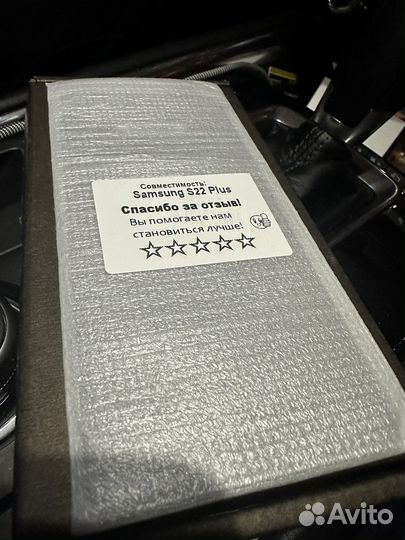 Совместимость:
Samsung S22 Plus
Спасибо за отзыв!
Вы помогаете нам
становиться лучше!
Avito